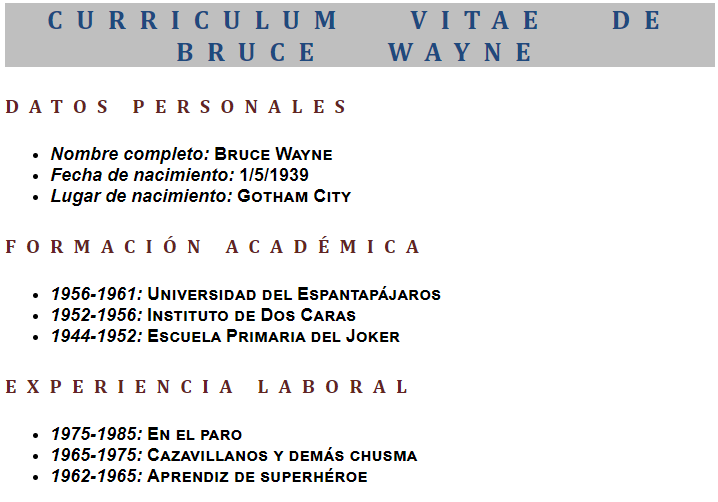 CURRICULUM VITAE DE
BRUCE WAYNE
DATOS PERSONALES
• Nombre completo: BRUCE WAYNE
• Fecha de nacimiento: 1/5/1939
• Lugar de nacimiento: GOTHAM CITY
FORMACIÓN ACADÉMICA
• 1956-1961: UNIVERSIDAD DEL ESPANTAPÁJAROS
• 1952-1956: INSTITUTO DE DOS CARAS
• 1944-1952: ESCUELA PRIMARIA DEL JOKER
EXPERIENCIA LABORAL
• 1975-1985: EN EL PARO
• 1965-1975: CAZAVILLANOS Y DEMÁS CHUSMA
• 1962-1965: APRENDIZ DE SUPERHÉROE